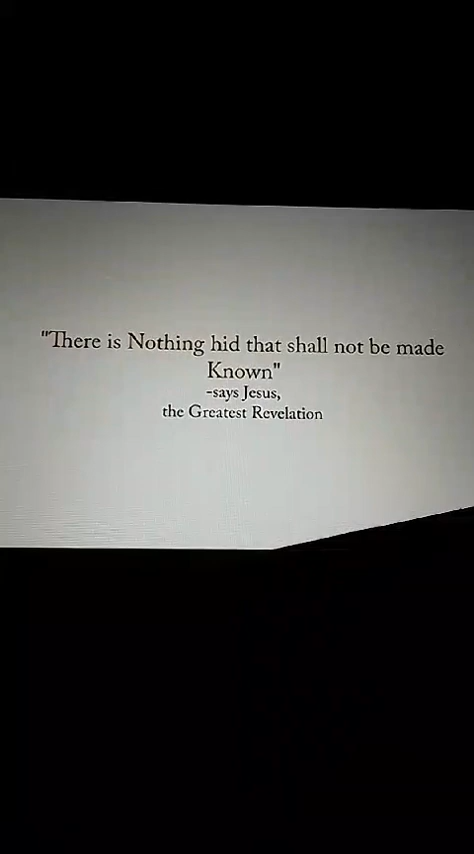 "There is Nothing hid that shall not be made
Known"
-says Jesus,
the Greatest Revelation